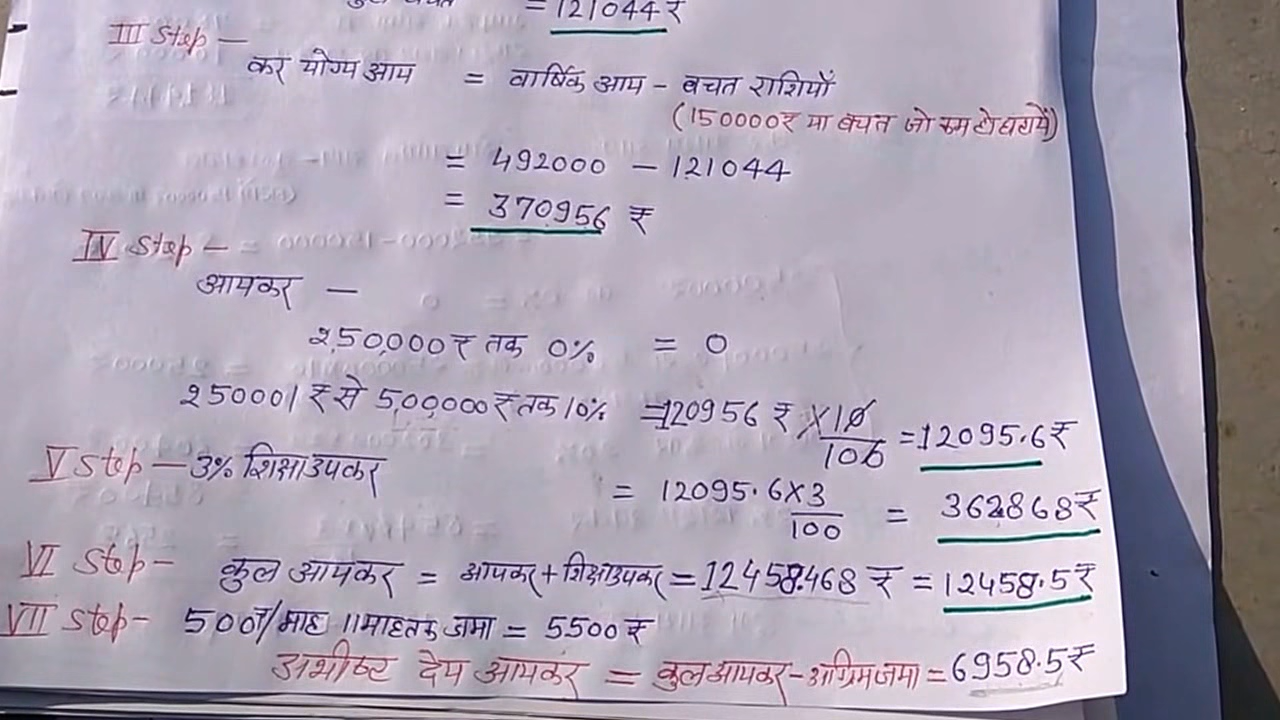 = 121044₹
III Step —
कर योग्य आय = वार्षिक आय – बचत राशियाँ
(150000₹ या बचत जो कम हो घटायें)
= 492000 – 121044
= 370956 ₹
IV Step –
आयकर —
2,50,000₹ तक 0% = 0
250001₹ से 5,00,000₹ तक 10% = 120956 ₹ × 10/100 = 12095.6₹
V Step — 3% शिक्षा उपकर
= 12095.6×3/100 = 362.868₹
VI Step – कुल आयकर = आयकर + शिक्षा उपकर = 12458.468 ₹ = 12458.5₹
VII Step – 500₹/माह 11 माह तक जमा = 5500₹
अभीष्ट देय आयकर = कुल आयकर – अग्रिम जमा = 6958.5₹